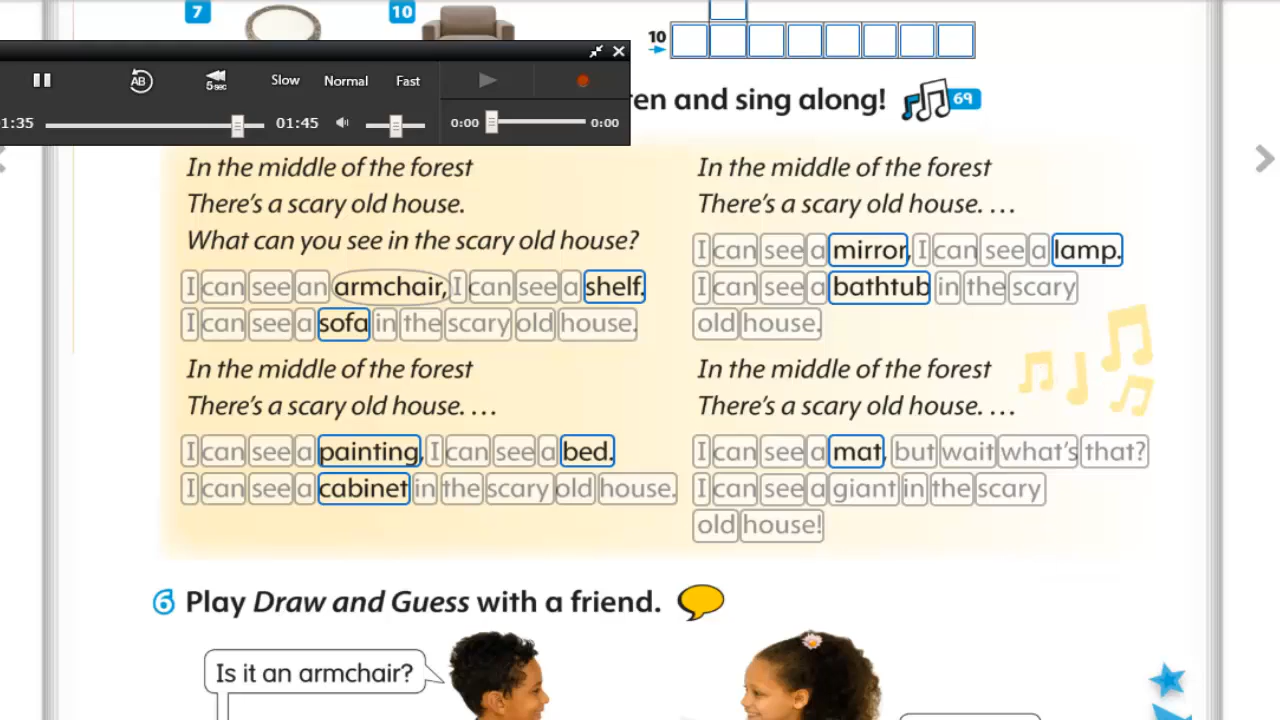 7
10
10
AB
5 sec
Slow
Normal
Fast
1:35
01:45
0:00
0:00
and sing along!
69
In the middle of the forest
There's a scary old house.
What can you see in the scary old house?
I can see an armchair, I can see a shelf.
I can see a sofa in the scary old house.
In the middle of the forest
There's a scary old house. ...
I can see a painting, I can see a bed.
I can see a cabinet in the scary old house.
In the middle of the forest
There's a scary old house. ...
I can see a mirror, I can see a lamp.
I can see a bathtub in the scary
old house.
In the middle of the forest
There's a scary old house. ...
I can see a mat, but wait what's that?
I can see a giant in the scary
old house!
6 Play Draw and Guess with a friend.
Is it an armchair?